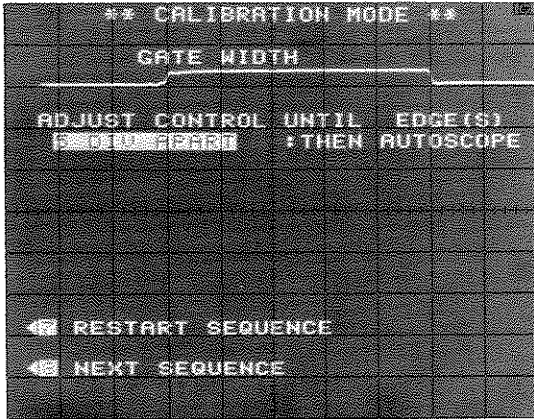 ** CALIBRATION MODE **
GATE WIDTH
ADJUST CONTROL UNTIL EDGE(S)
5 DIV APART :THEN AUTOSCOPE
RESTART SEQUENCE
NEXT SEQUENCE